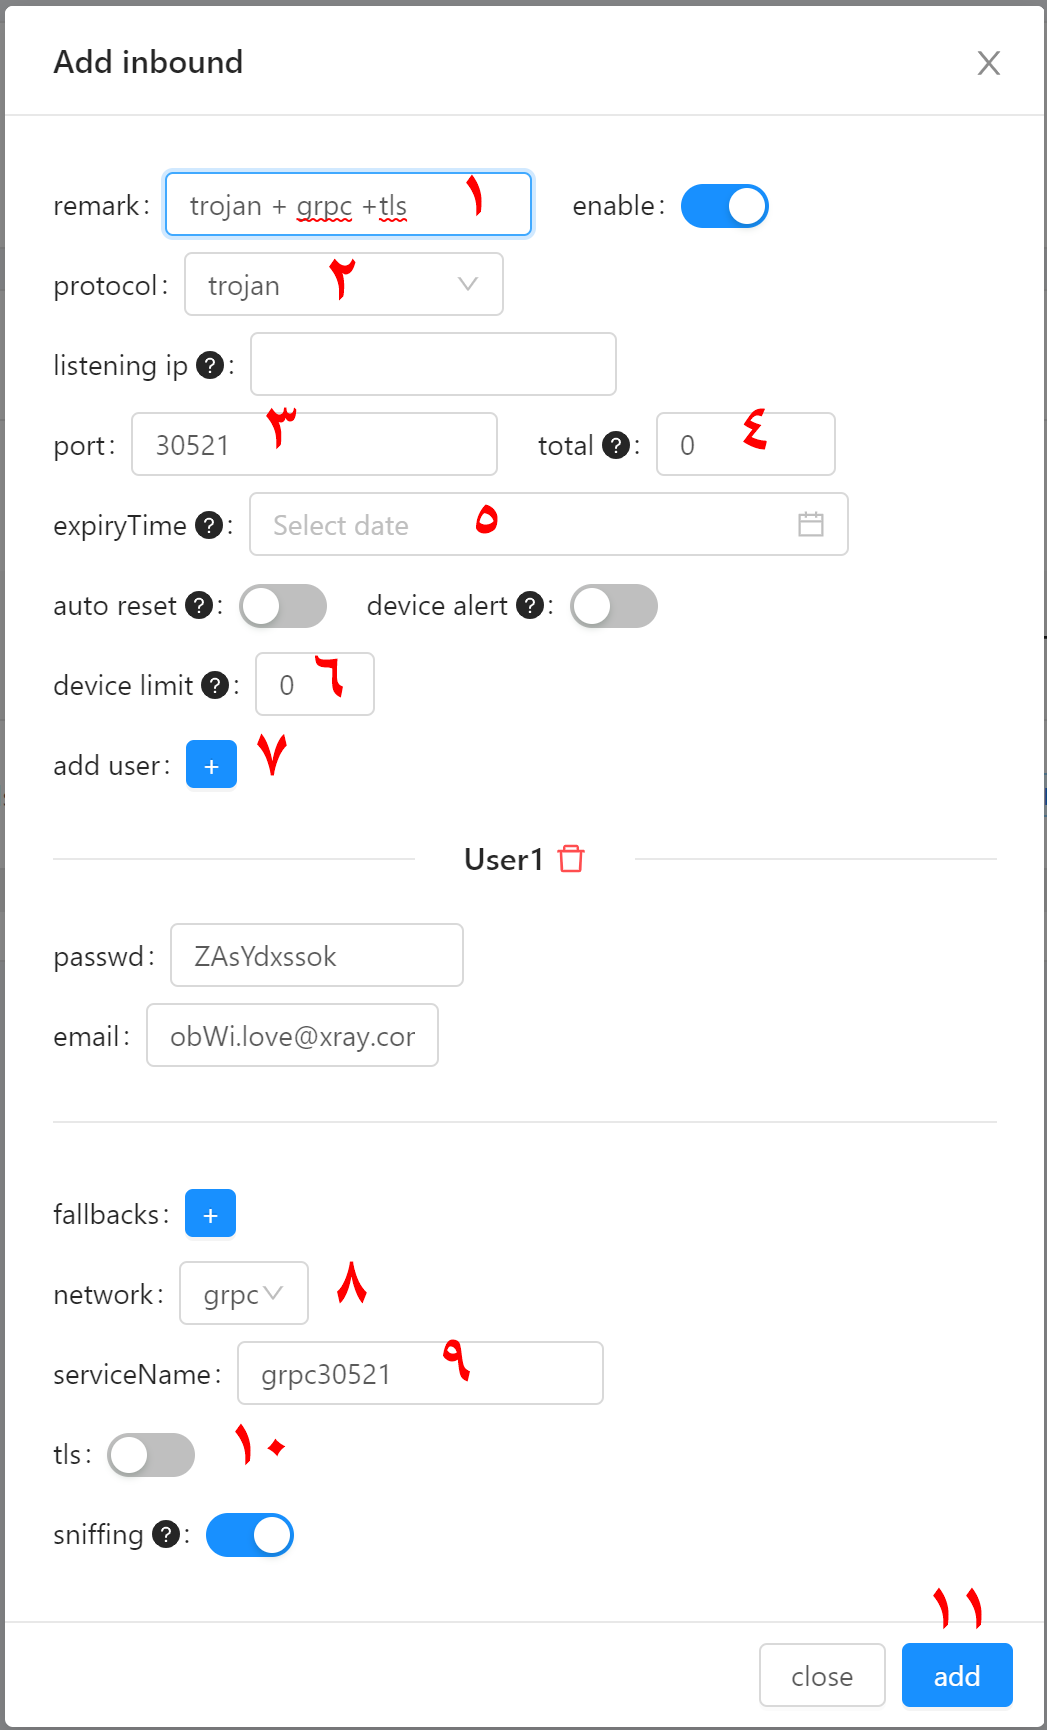 Add inbound
remark: trojan + grpc +tls ١ enable:
protocol: trojan ٢
listening ip ? :
port: 30521 ٣ total ? : 0 ٤
expiryTime ? : Select date ٥
auto reset ? : device alert ? :
device limit ? : 0 ٦
add user: + ٧
User1
passwd: ZAsYdxssok
email: obWi.love@xray.cor
fallbacks: +
network: grpc ٨
serviceName: grpc30521 ٩
tls: ١٠
sniffing ? :
١١
close add